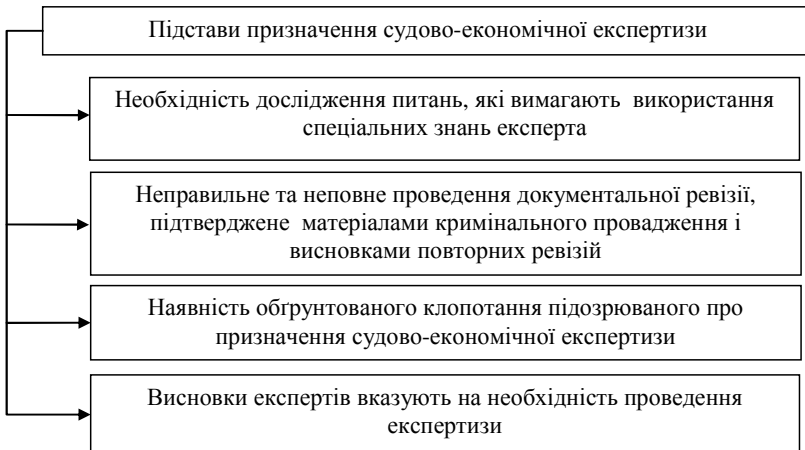 Підстави призначення судово-економічної експертизи
Необхідність дослідження питань, які вимагають використання
спеціальних знань експерта
Неправильне та неповне проведення документальної ревізії,
підтверджене матеріалами кримінального провадження і
висновками повторних ревізій
Наявність обґрунтованого клопотання підозрюваного про
призначення судово-економічної експертизи
Висновки експертів вказують на необхідність проведення
експертизи